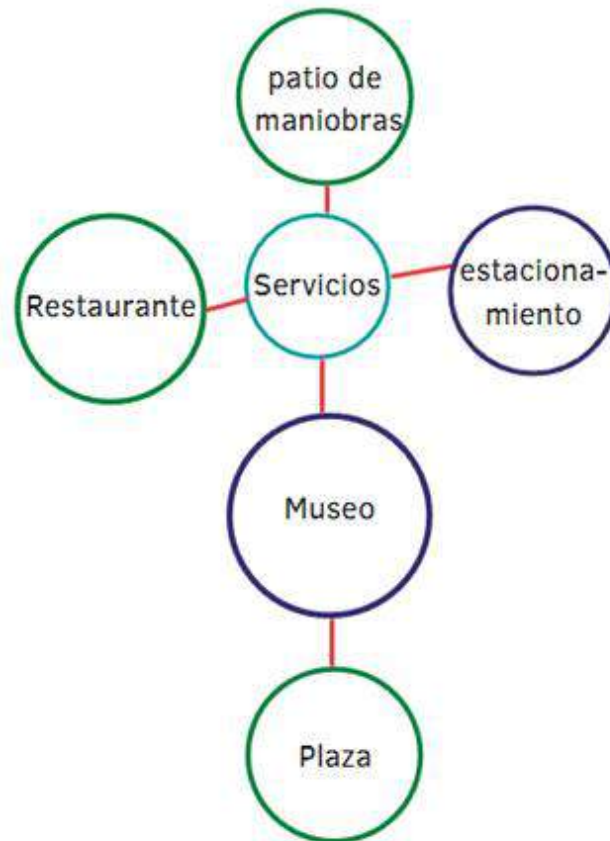 patio de
maniobras
Restaurante
Servicios
estaciona-
miento
Museo
Plaza